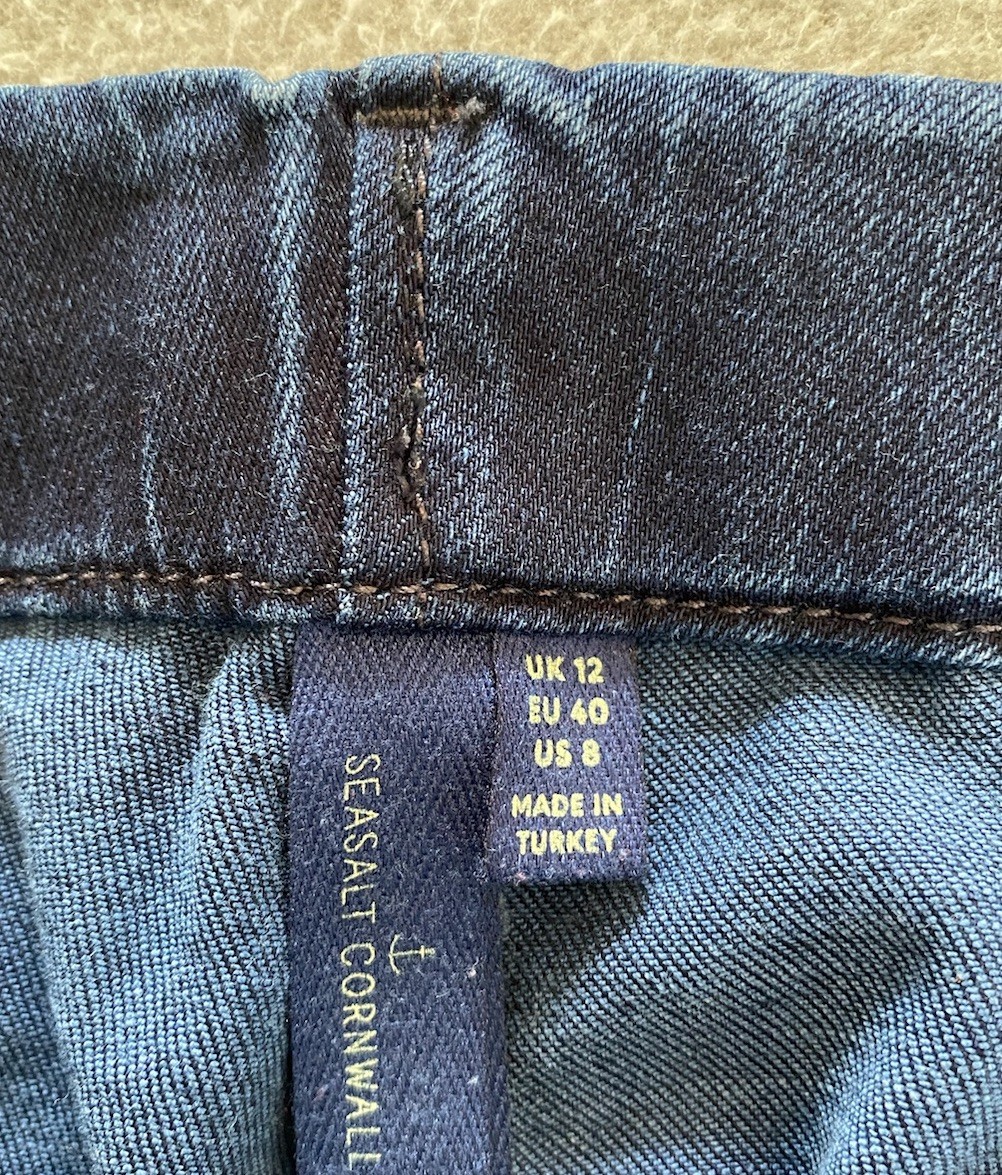 UK 12
EU 40
US 8
MADE IN
TURKEY
SEASALT CORNWALL